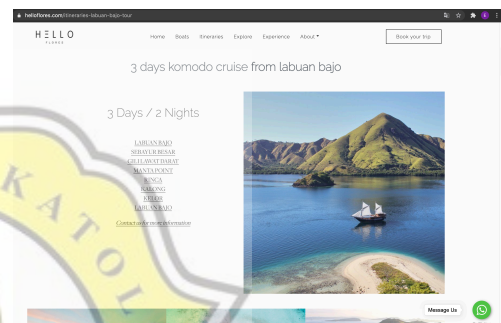 helloflores.com/itineraries-labuan-bajo-tour
HELLO
FLORES
Home Boats Itineraries Explore Experience About
Book your trip
3 days komodo cruise from labuan bajo
3 Days / 2 Nights
LABUAN BAJO
SEBAYUR BESAR
GILI LAWAT DARAT
MANTA POINT
RINCA
KALONG
KELOR
LABUAN BAJO
Contact us for more information
KATOL
Message Us